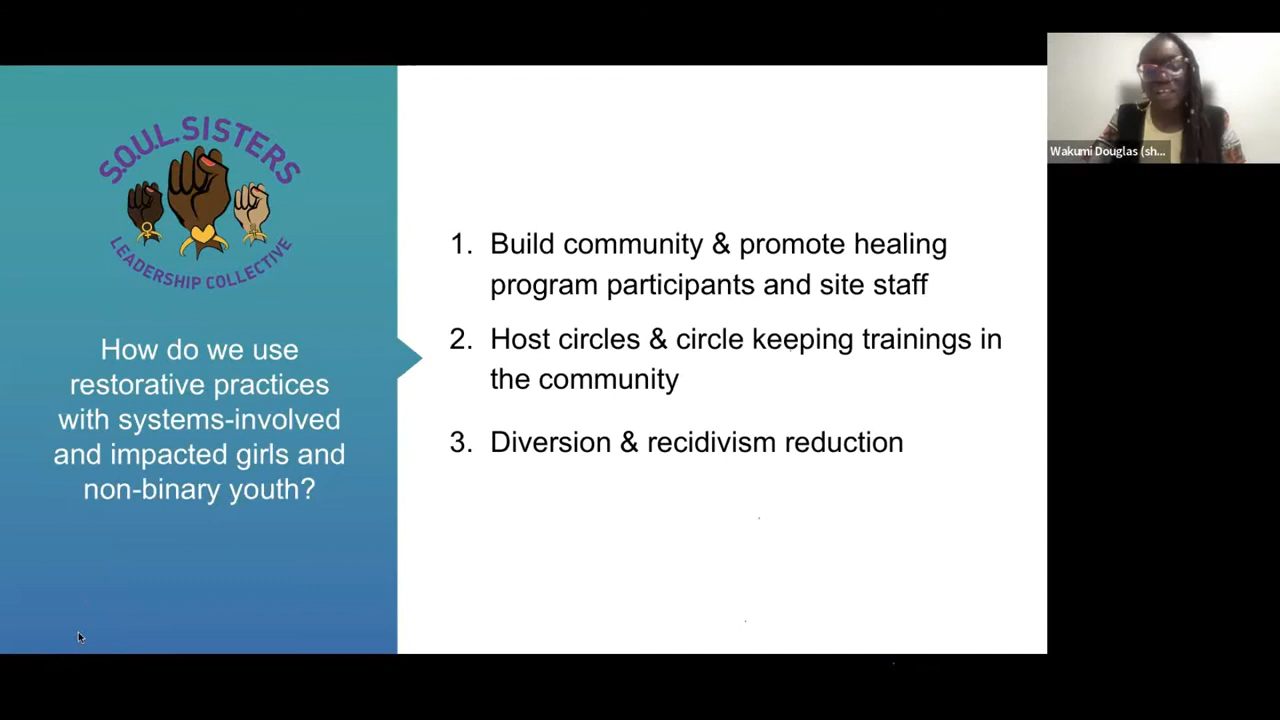 S.O.U.L. SISTERS
LEADERSHIP COLLECTIVE
How do we use
restorative practices
with systems-involved
and impacted girls and
non-binary youth?
1. Build community & promote healing
program participants and site staff
2. Host circles & circle keeping trainings in
the community
3. Diversion & recidivism reduction
Wakumi Douglas (sh...